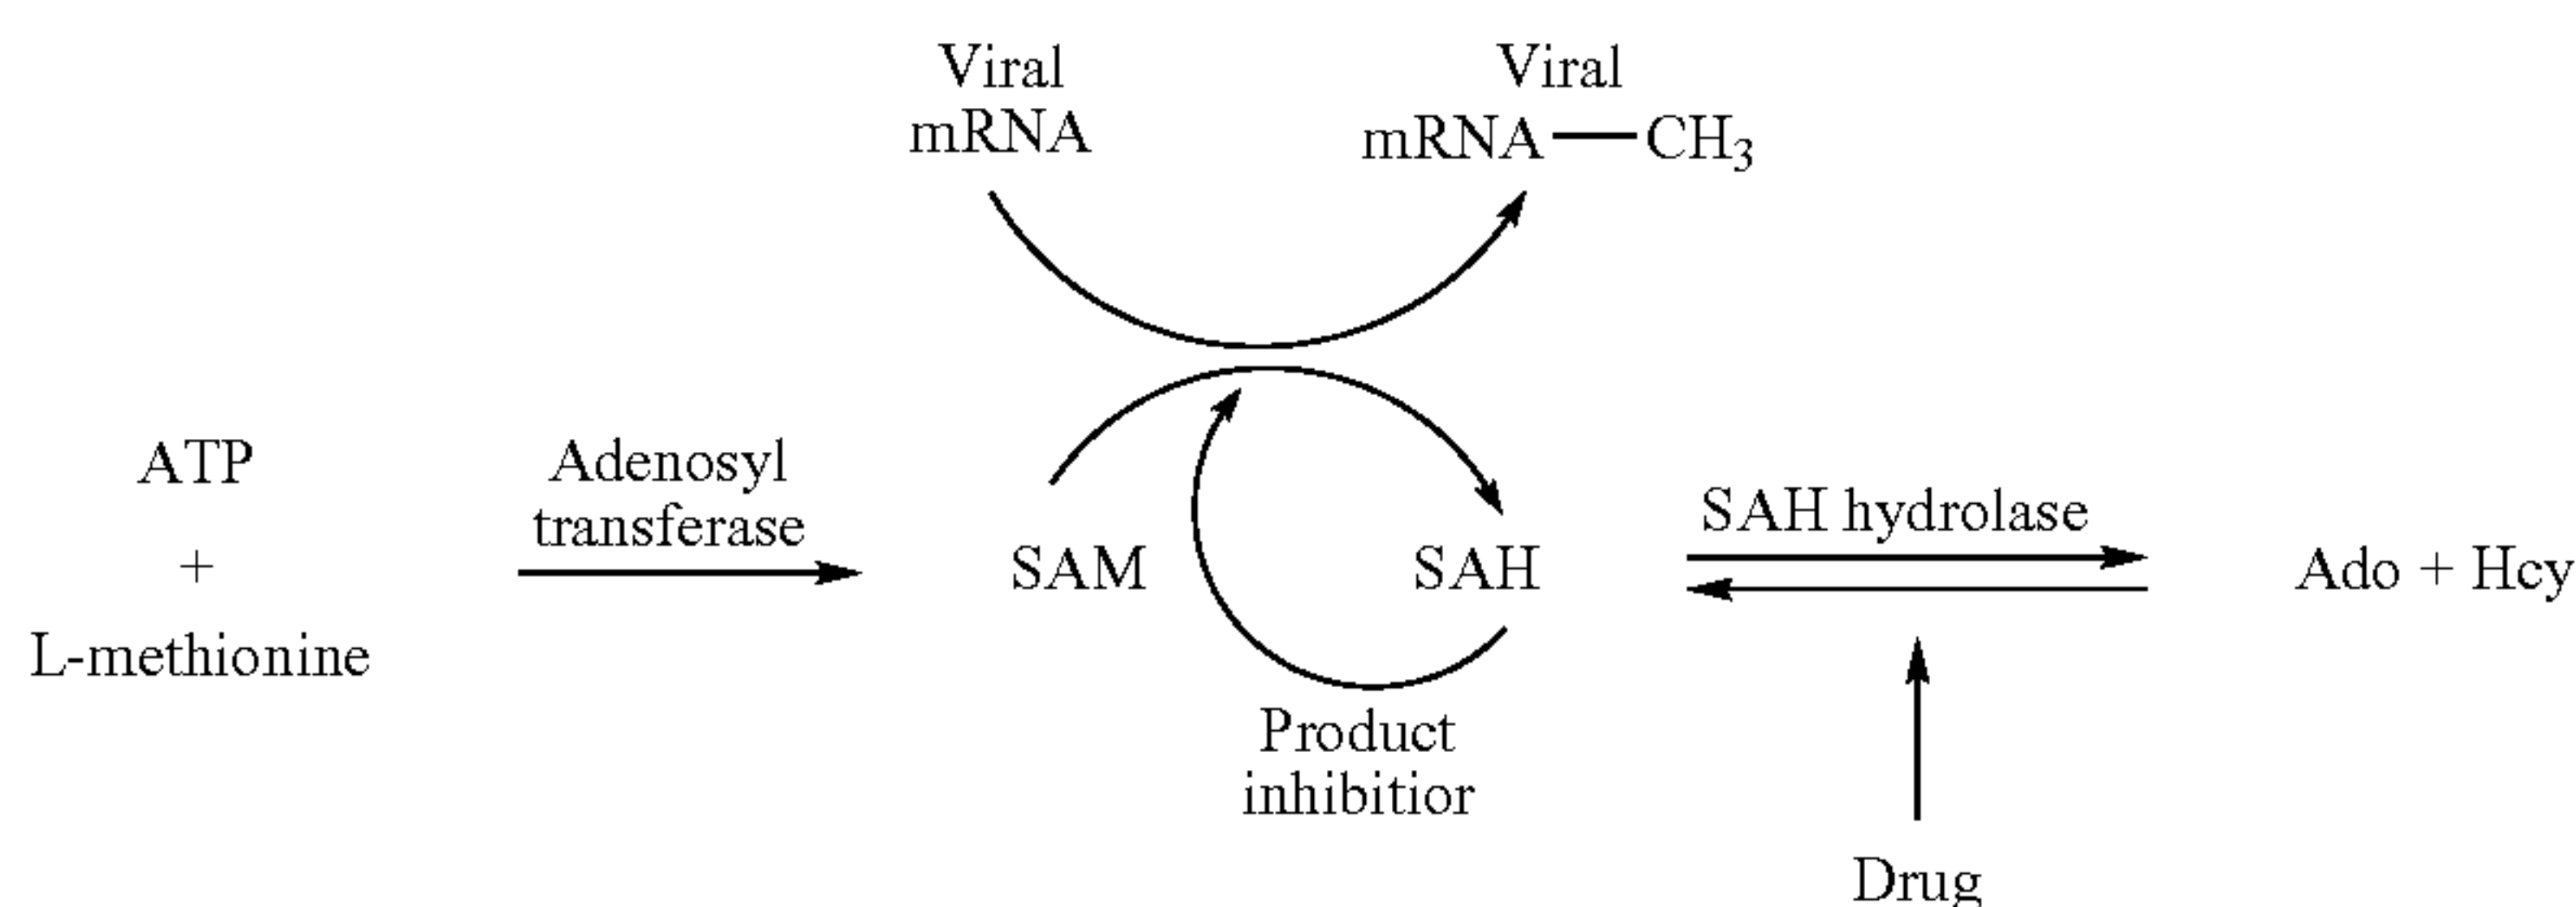 Viral
mRNA
Viral
mRNA—CH₃
ATP
+
L-methionine
Adenosyl
transferase
SAM
SAH
SAH hydrolase
Ado + Hcy
Product
inhibitior
Drug